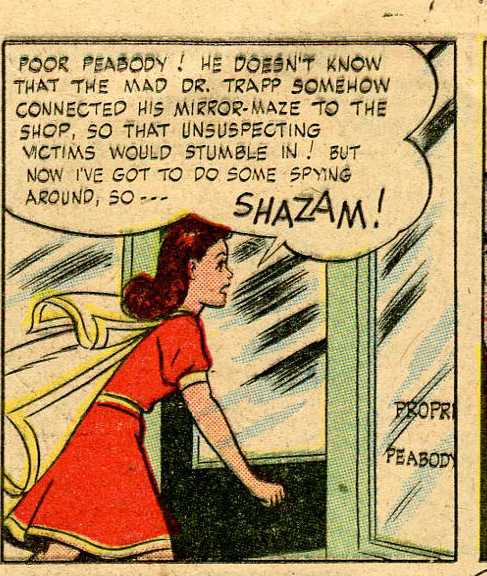 POOR PEABODY! HE DOESN'T KNOW
THAT THE MAD DR. TRAPP SOMEHOW
CONNECTED HIS MIRROR-MAZE TO THE
SHOP, SO THAT UNSUSPECTING
VICTIMS WOULD STUMBLE IN! BUT
NOW I'VE GOT TO DO SOME SPYING
AROUND, SO ---
SHAZAM!
PROPRI
PEABODY